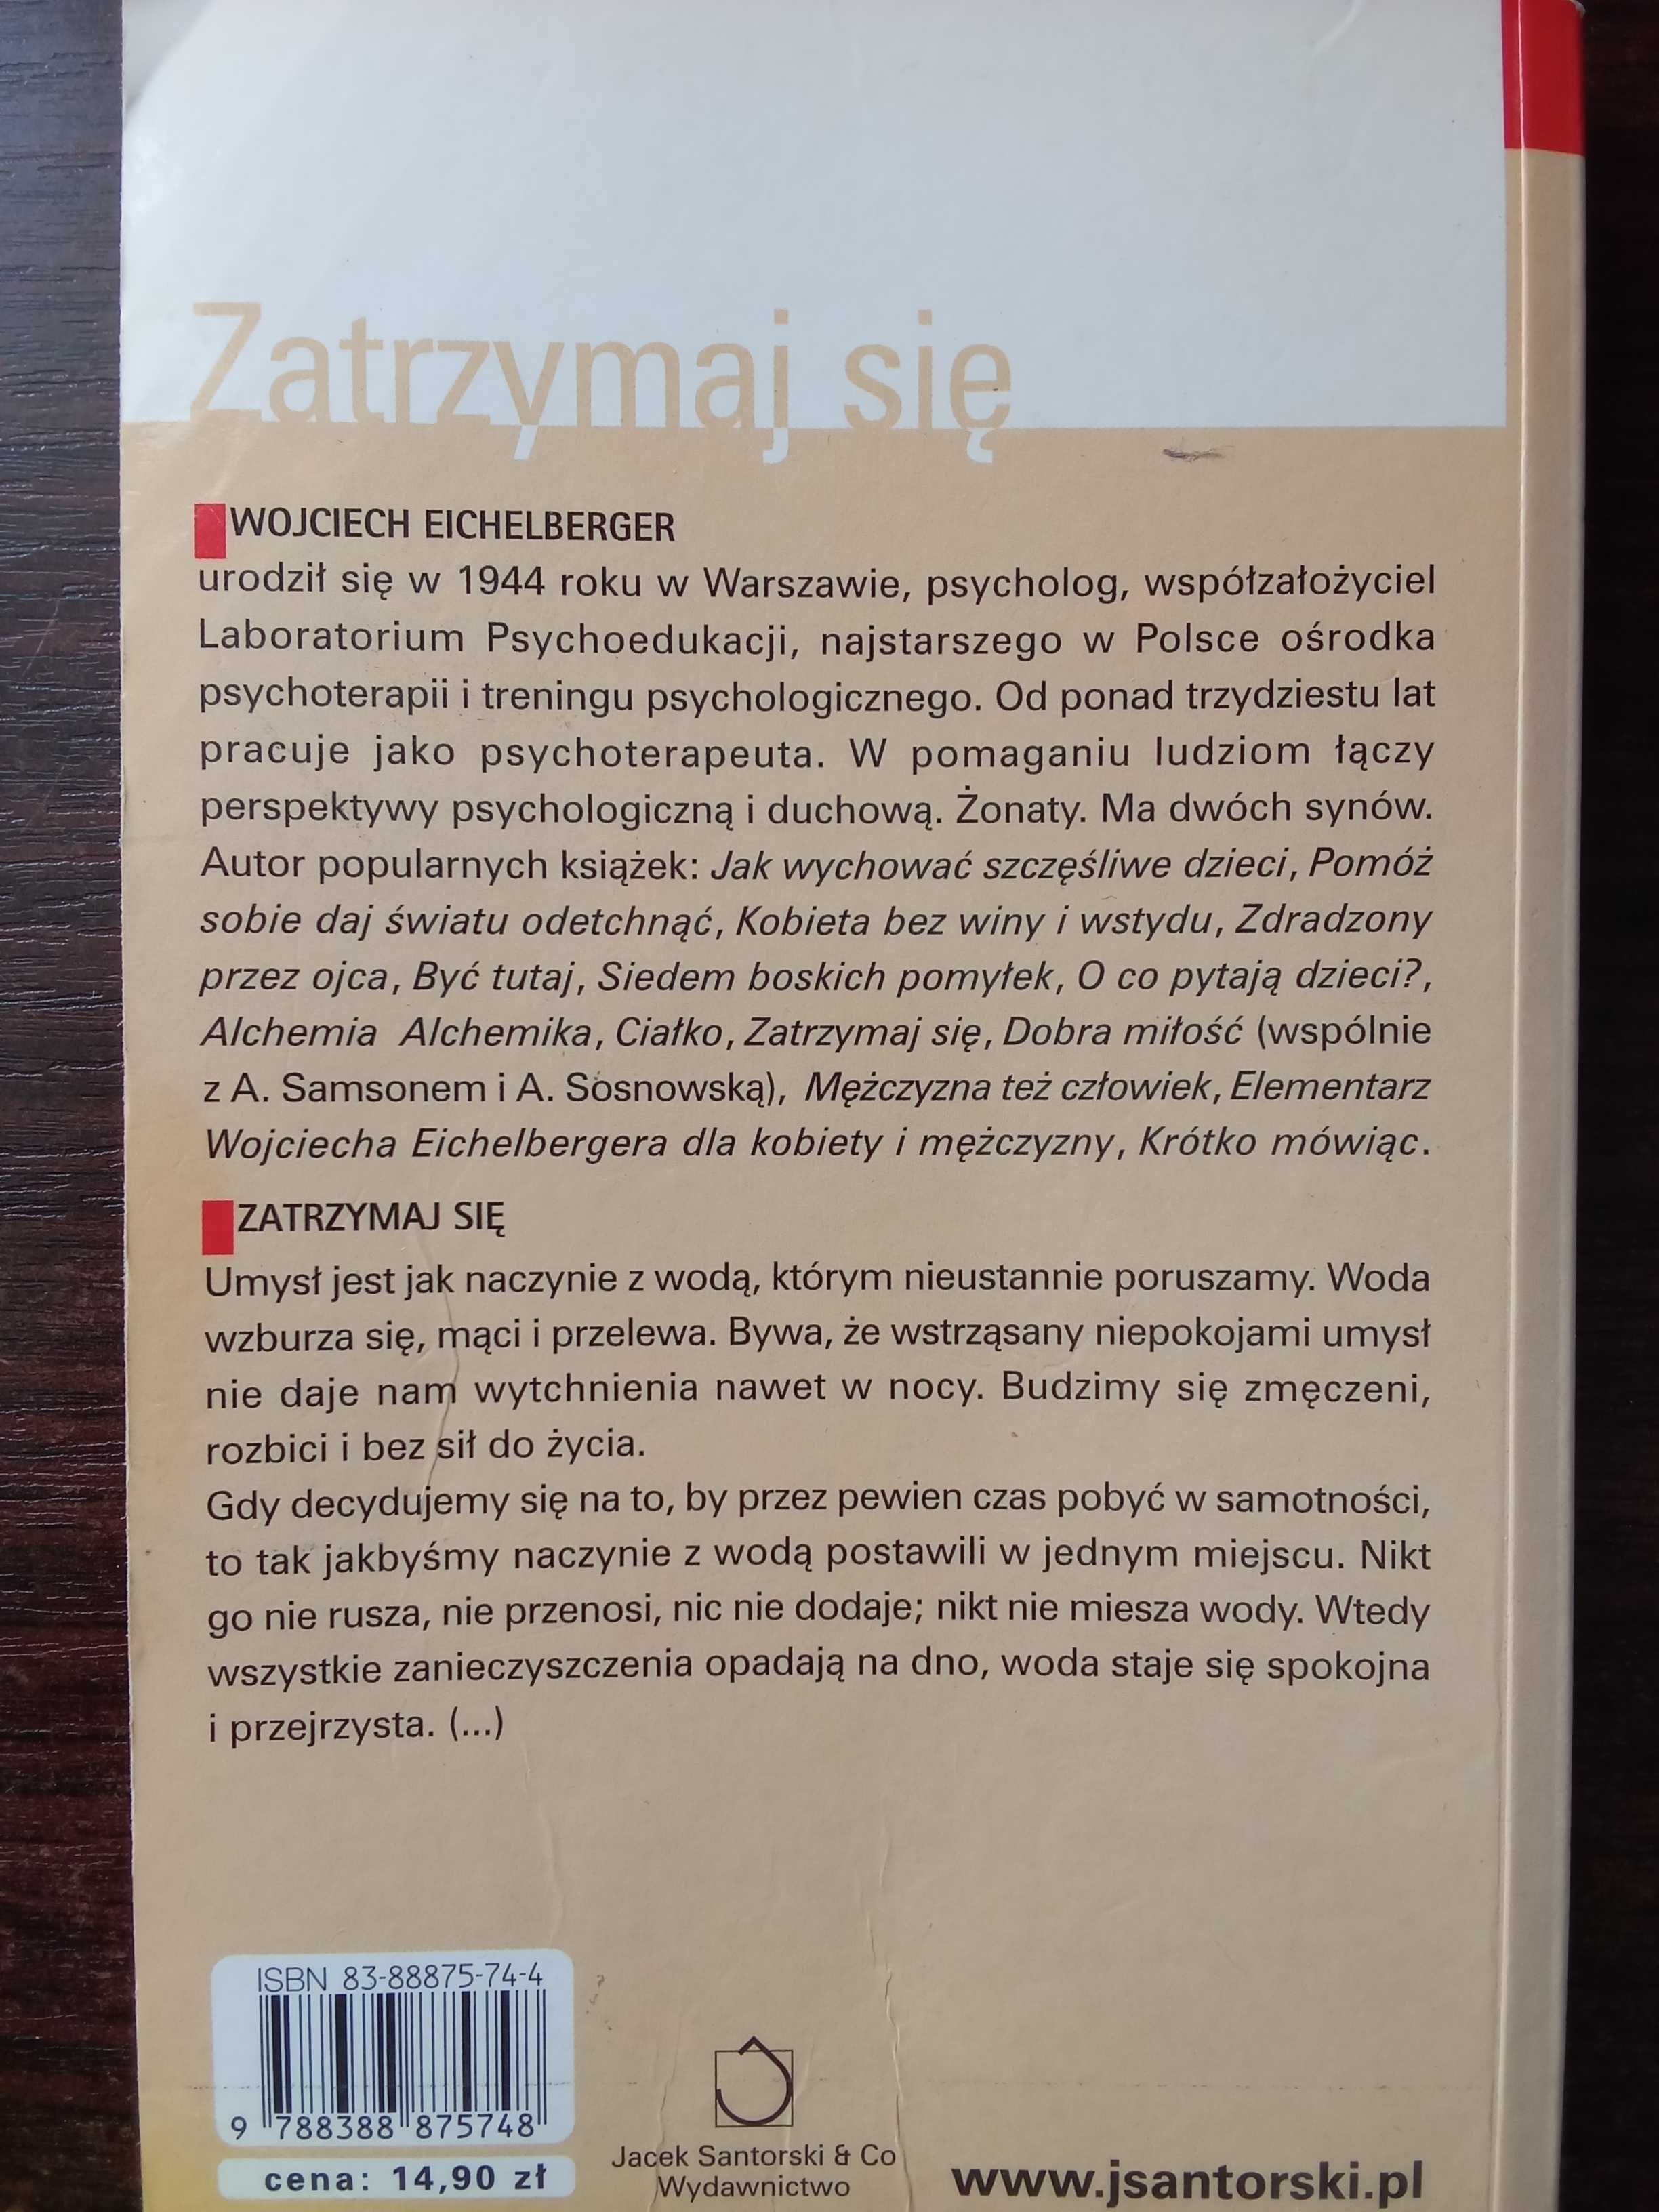 Zatrzymaj się
WOJCIECH EICHELBERGER
urodził się w 1944 roku w Warszawie, psycholog, współzałożyciel
Laboratorium Psychoedukacji, najstarszego w Polsce ośrodka
psychoterapii i treningu psychologicznego. Od ponad trzydziestu lat
pracuje jako psychoterapeuta. W pomaganiu ludziom łączy
perspektywy psychologiczną i duchową. Żonaty. Ma dwóch synów.
Autor popularnych książek: Jak wychować szczęśliwe dzieci, Pomóż
sobie daj światu odetchnąć, Kobieta bez winy i wstydu, Zdradzony
przez ojca, Być tutaj, Siedem boskich pomyłek, O co pytają dzieci?,
Alchemia Alchemika, Ciałko, Zatrzymaj się, Dobra miłość (wspólnie
z A. Samsonem i A. Sosnowską), Mężczyzna też człowiek, Elementarz
Wojciecha Eichelbergera dla kobiety i mężczyzny, Krótko mówiąc.
ZATRZYMAJ SIĘ
Umysł jest jak naczynie z wodą, którym nieustannie poruszamy. Woda
wzburza się, mąci i przelewa. Bywa, że wstrząsany niepokojami umysł
nie daje nam wytchnienia nawet w nocy. Budzimy się zmęczeni,
rozbici i bez sił do życia.
Gdy decydujemy się na to, by przez pewien czas pobyć w samotności,
to tak jakbyśmy naczynie z wodą postawili w jednym miejscu. Nikt
go nie rusza, nie przenosi, nic nie dodaje; nikt nie miesza wody. Wtedy
wszystkie zanieczyszczenia opadają na dno, woda staje się spokojna
i przejrzysta. (...)
ISBN 83-88875-74-4
9 788388 875748
cena: 14,90 zł
Jacek Santorski & Co
Wydawnictwo
www.jsantorski.pl